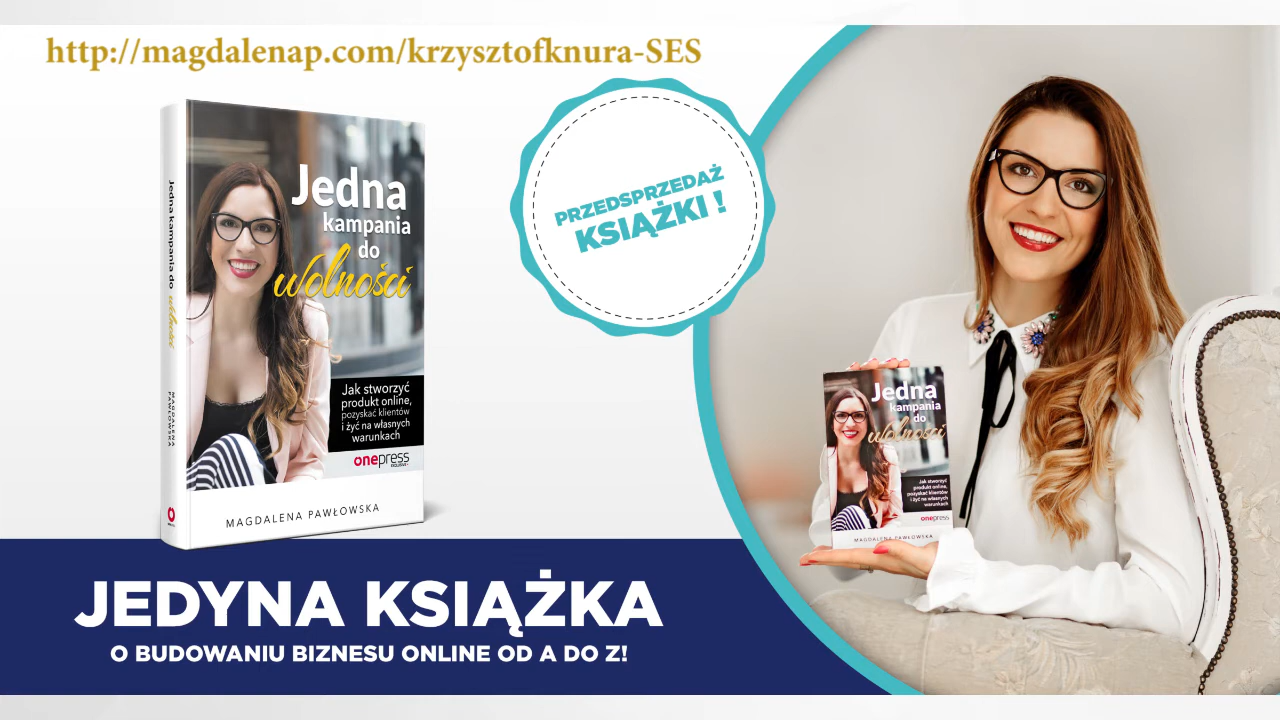 http://magdalenap.com/krzysztofknura-SES
Jedna
kampania
do
wolności
Jak stworzyć
produkt online,
pozyskać klientów
i żyć na własnych
warunkach
onepress
EXCLUSIVE
MAGDALENA PAWŁOWSKA
Jedna kampania do wolności
MAGDALENA
PAWŁOWSKA
PRZEDSPRZEDAŻ
KSIĄŻKI !
Jedna
kampania
do
wolności
Jak stworzyć
produkt online,
pozyskać klientów
i żyć na własnych
warunkach
onepress
MAGDALENA PAWŁOWSKA
JEDYNA KSIĄŻKA
O BUDOWANIU BIZNESU ONLINE OD A DO Z!